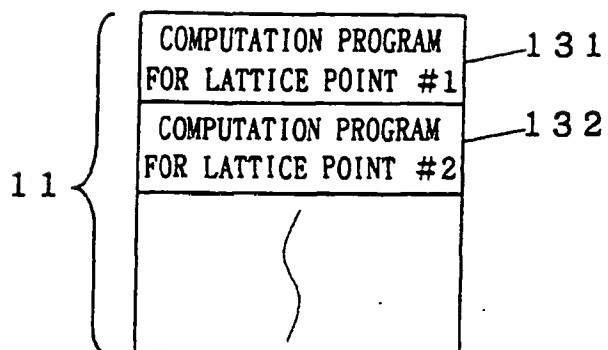 COMPUTATION PROGRAM
FOR LATTICE POINT #1
131
COMPUTATION PROGRAM
FOR LATTICE POINT #2
132
11